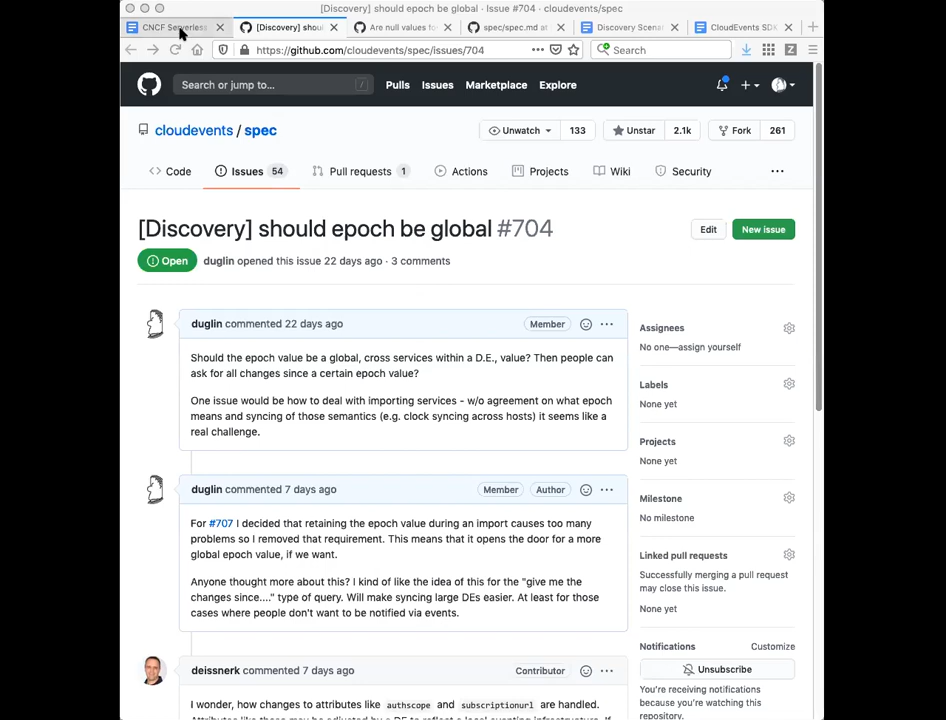 [Discovery] should epoch be global · Issue #704 · cloudevents/spec
CNCF Serverless
[Discovery] shoul
Are null values fo
spec/spec.md at
Discovery Scenar
CloudEvents SDK
https://github.com/cloudevents/spec/issues/704
Search
Search or jump to...
/
Pulls
Issues
Marketplace
Explore
cloudevents / spec
Unwatch
133
Unstar
2.1k
Fork
261
Code
Issues 54
Pull requests 1
Actions
Projects
Wiki
Security
[Discovery] should epoch be global #704
Edit
New issue
Open
duglin opened this issue 22 days ago · 3 comments
duglin commented 22 days ago
Member
Should the epoch value be a global, cross services within a D.E., value? Then people can
ask for all changes since a certain epoch value?
One issue would be how to deal with importing services - w/o agreement on what epoch
means and syncing of those semantics (e.g. clock syncing across hosts) it seems like a
real challenge.
duglin commented 7 days ago
Member
Author
For #707 I decided that retaining the epoch value during an import causes too many
problems so I removed that requirement. This means that it opens the door for a more
global epoch value, if we want.
Anyone thought more about this? I kind of like the idea of this for the "give me the
changes since...." type of query. Will make syncing large DEs easier. At least for those
cases where people don't want to be notified via events.
deissnerk commented 7 days ago
Contributor
I wonder, how changes to attributes like authscope and subscriptionurl are handled.
Assignees
No one—assign yourself
Labels
None yet
Projects
None yet
Milestone
No milestone
Linked pull requests
Successfully merging a pull request
may close this issue.
None yet
Notifications
Customize
Unsubscribe
You're receiving notifications
because you're watching this
repository.